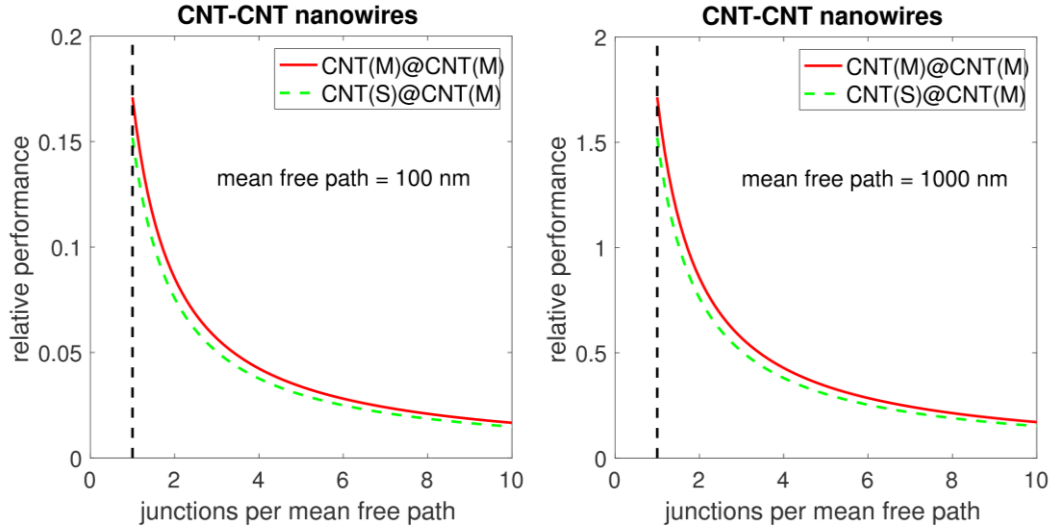 CNT-CNT nanowires
0.2
0.15
0.1
0.05
0
relative performance
CNT(M)@CNT(M)
CNT(S)@CNT(M)
mean free path = 100 nm
0 2 4 6 8 10
junctions per mean free path
CNT-CNT nanowires
2
1.5
1
0.5
0
relative performance
CNT(M)@CNT(M)
CNT(S)@CNT(M)
mean free path = 1000 nm
0 2 4 6 8 10
junctions per mean free path